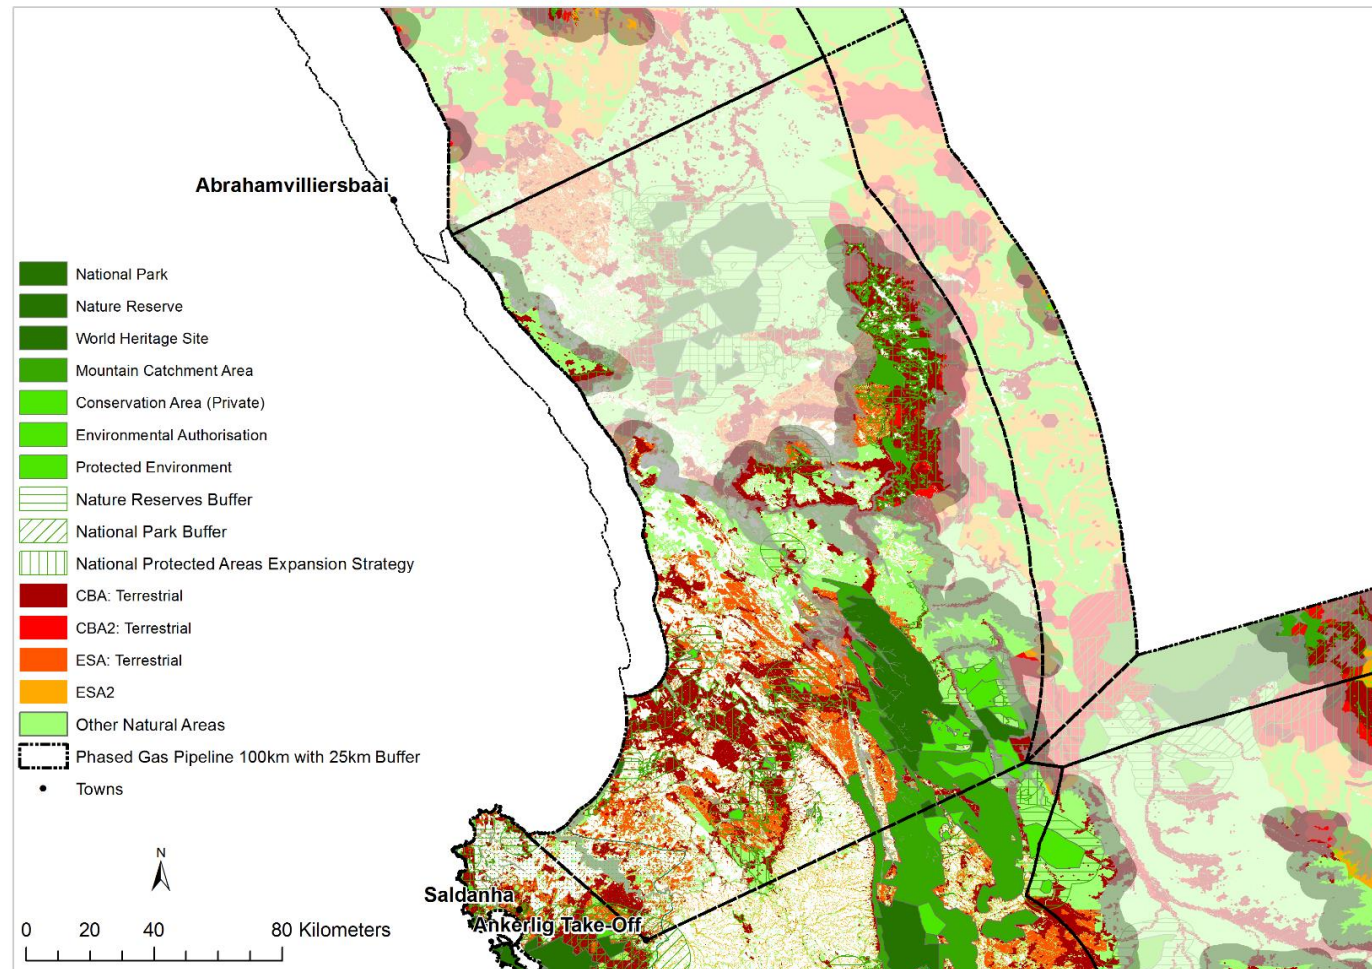 Abrahamvilliersbaai
National Park
Nature Reserve
World Heritage Site
Mountain Catchment Area
Conservation Area (Private)
Environmental Authorisation
Protected Environment
Nature Reserves Buffer
National Park Buffer
National Protected Areas Expansion Strategy
CBA: Terrestrial
CBA2: Terrestrial
ESA: Terrestrial
ESA2
Other Natural Areas
Phased Gas Pipeline 100km with 25km Buffer
Towns
N
Saldanha
Ankerlig Take-Off
0 20 40 80 Kilometers